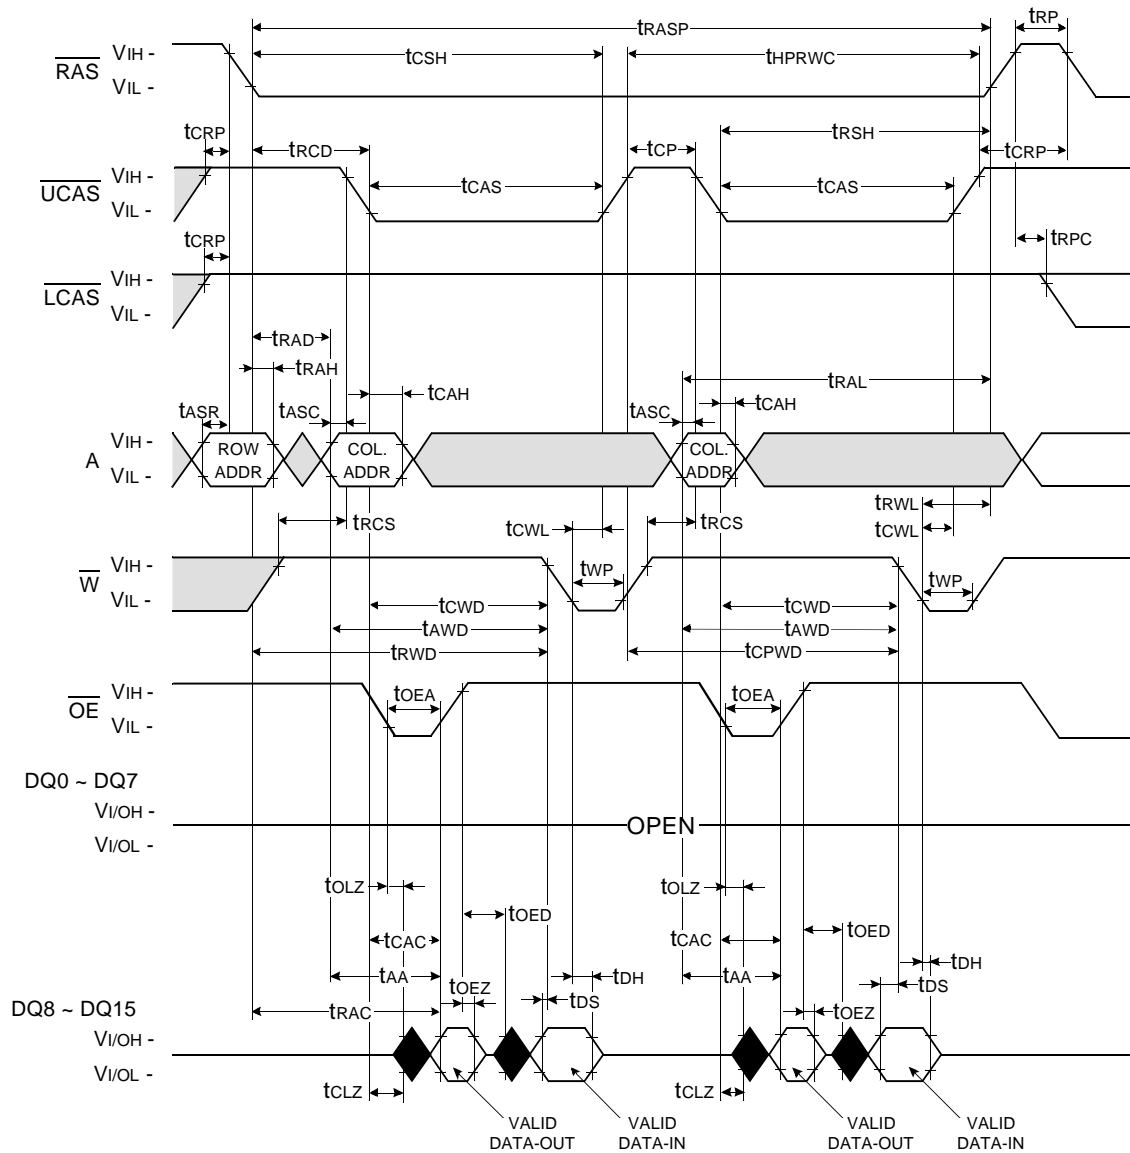 tRASP
tRP
tCSH
tHPRWC
RAS
VIH -
VIL -
tCRP
tRCD
tCP
tRSH
tCRP
UCAS
VIH -
VIL -
tCAS
tCAS
tCRP
tRPC
LCAS
VIH -
VIL -
tRAD
tRAH
tCAH
tRAL
tASR
tASC
tASC
tCAH
A
VIH -
VIL -
ROW
ADDR
COL.
ADDR
COL.
ADDR
tRCS
tCWL
tRCS
tRWL
tCWL
W
VIH -
VIL -
tWP
tWP
tCWD
tCWD
tAWD
tAWD
tRWD
tCPWD
OE
VIH -
VIL -
tOEA
tOEA
DQ0 ~ DQ7
VI/OH -
VI/OL -
OPEN
tOLZ
tOLZ
tOED
tOED
tCAC
tCAC
tAA
tAA
tOEZ
tDH
tDH
tDS
tDS
tRAC
tOEZ
DQ8 ~ DQ15
VI/OH -
VI/OL -
tCLZ
tCLZ
VALID
DATA-OUT
VALID
DATA-IN
VALID
DATA-OUT
VALID
DATA-IN